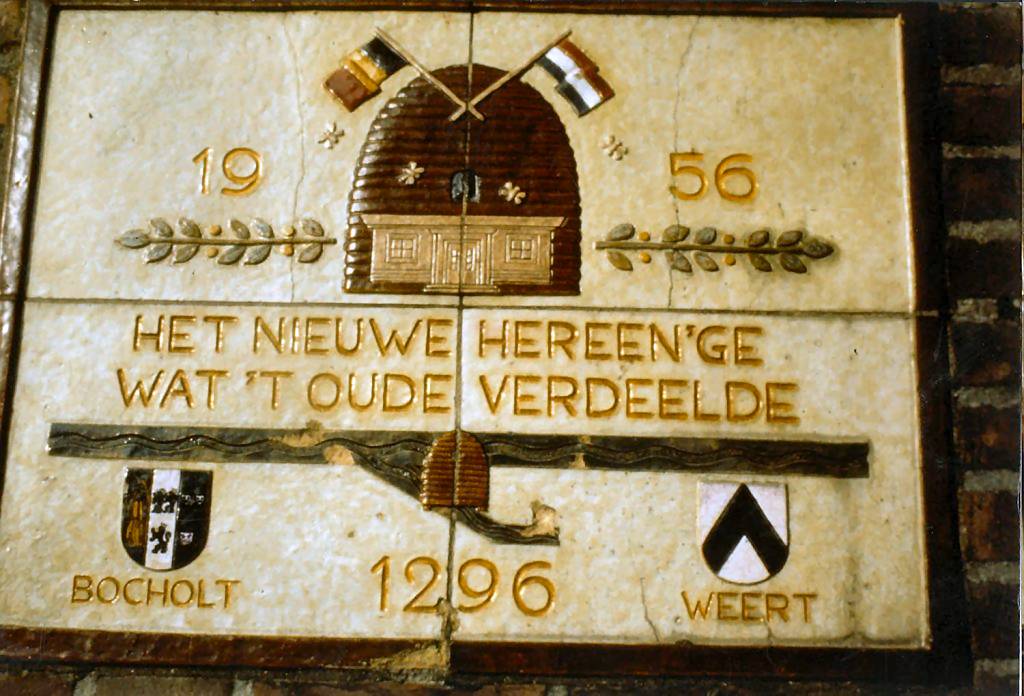 19 56
HET NIEUWE HEREEN'GE
WAT 'T OUDE VERDEELDE
BOCHOLT 1296 WEERT